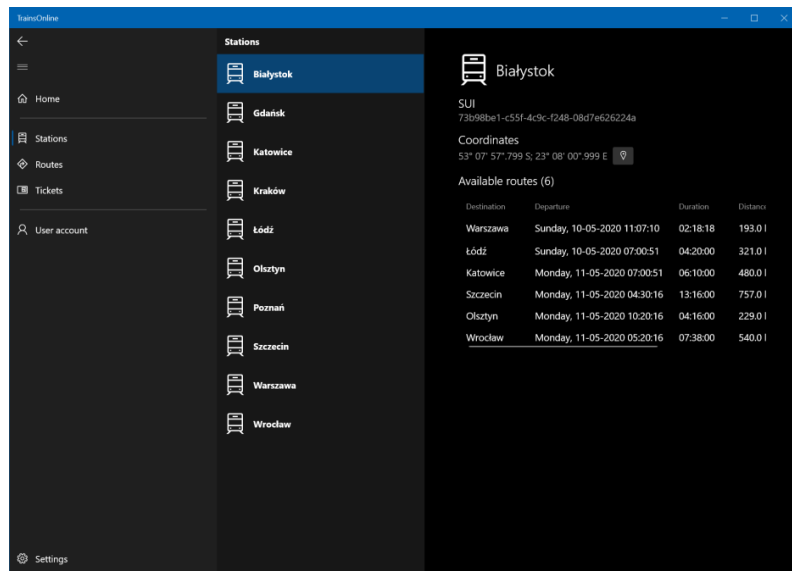 TrainsOnline
Home
Stations
Routes
Tickets
User account
Settings
Stations
Białystok
Gdańsk
Katowice
Kraków
Łódź
Olsztyn
Poznań
Szczecin
Warszawa
Wrocław
Białystok
SUI
73b98be1-c55f-4c9c-f248-08d7e626224a
Coordinates
53° 07' 57".799 S; 23° 08' 00".999 E
Available routes (6)
Destination Departure Duration Distance
Warszawa Sunday, 10-05-2020 11:07:10 02:18:18 193.0
Łódź Sunday, 10-05-2020 07:00:51 04:20:00 321.0
Katowice Monday, 11-05-2020 07:00:51 06:10:00 480.0
Szczecin Monday, 11-05-2020 04:30:16 13:16:00 757.0
Olsztyn Monday, 11-05-2020 10:20:16 04:16:00 229.0
Wrocław Monday, 11-05-2020 05:20:16 07:38:00 540.0